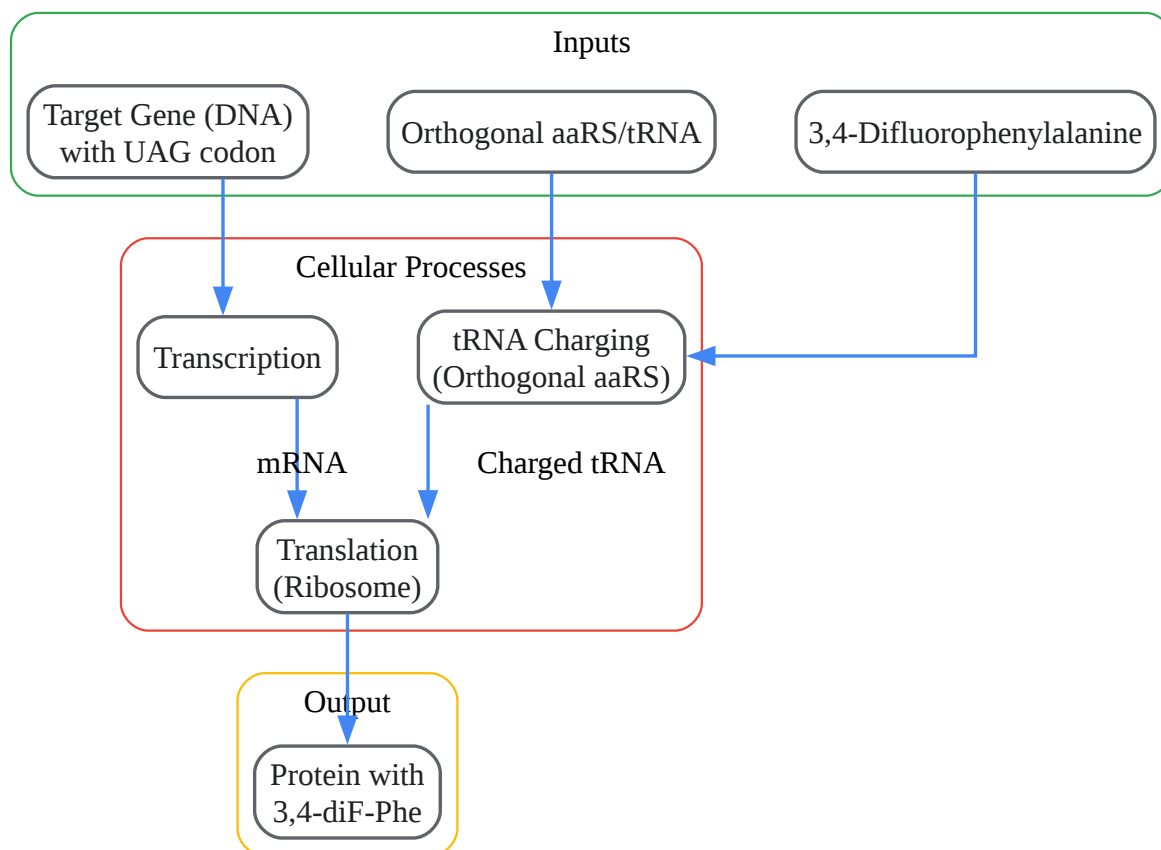 Inputs
Target Gene (DNA)
with UAG codon
Orthogonal aaRS/tRNA
3,4-Difluorophenylalanine
Cellular Processes
Transcription
tRNA Charging
(Orthogonal aaRS)
mRNA
Charged tRNA
Translation
(Ribosome)
Output
Protein with
3,4-diF-Phe